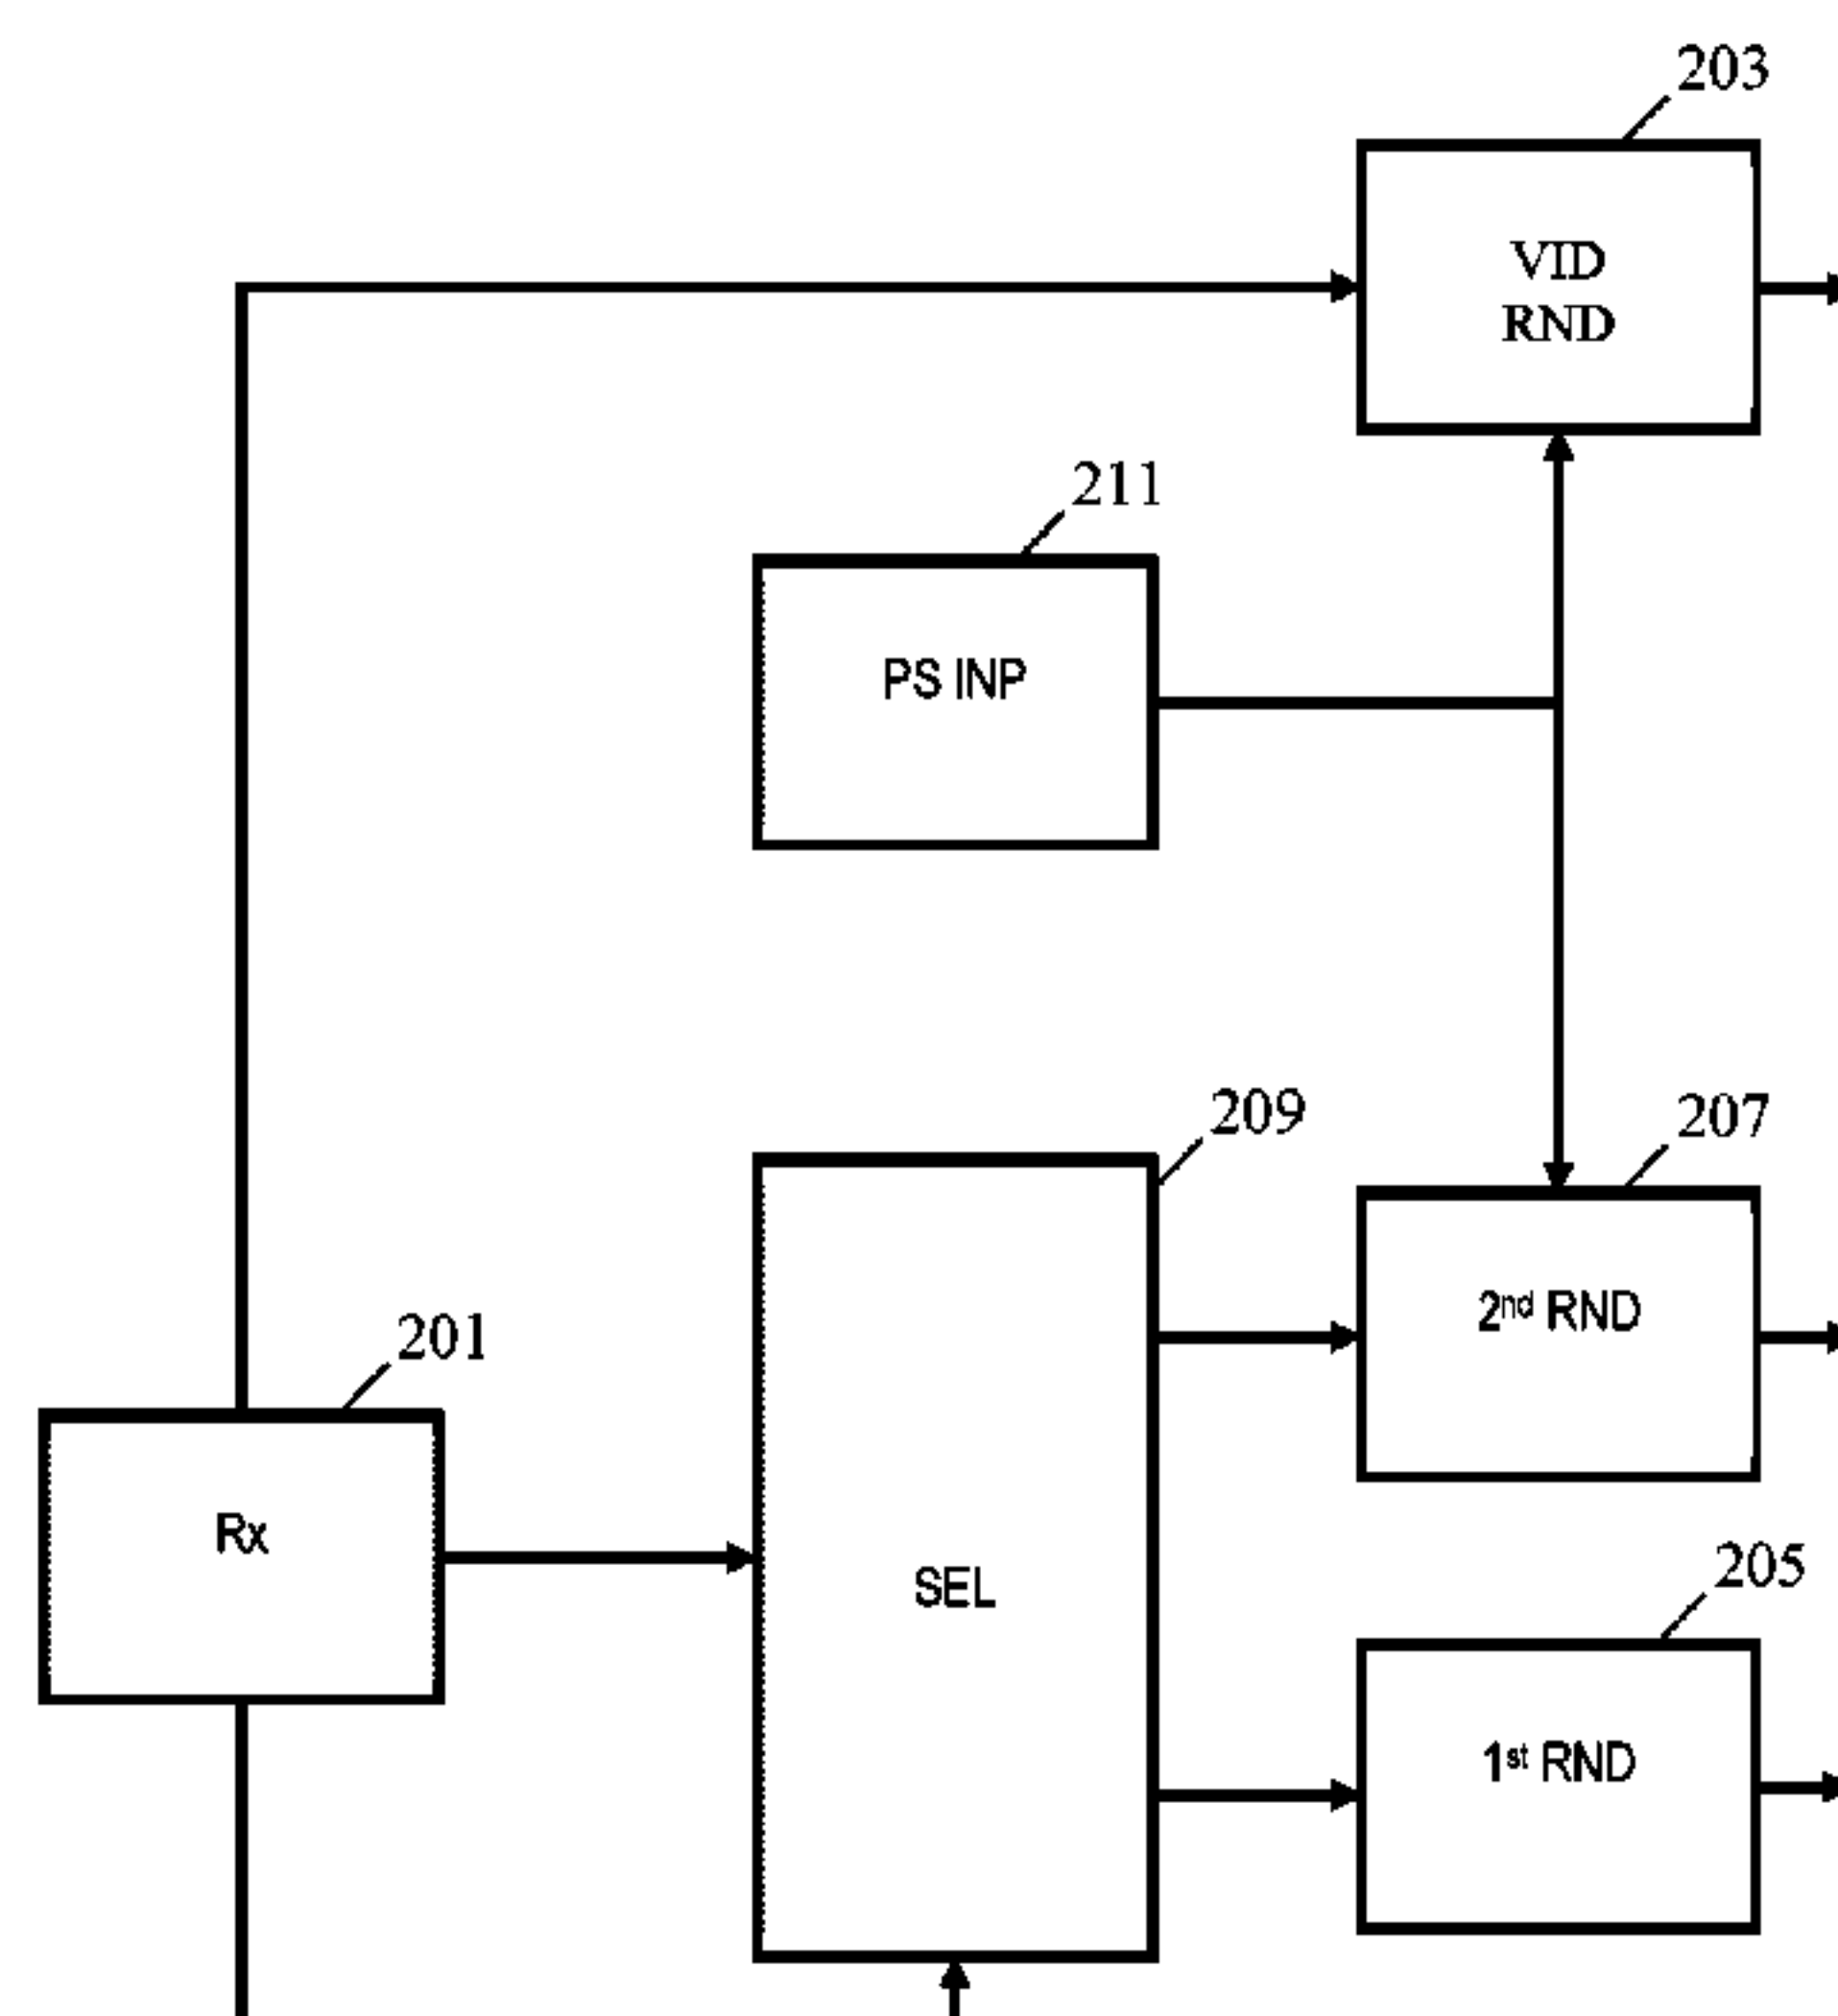 203
VID
RND
211
PS INP
209
207
2nd RND
201
Rx
SEL
205
1st RND